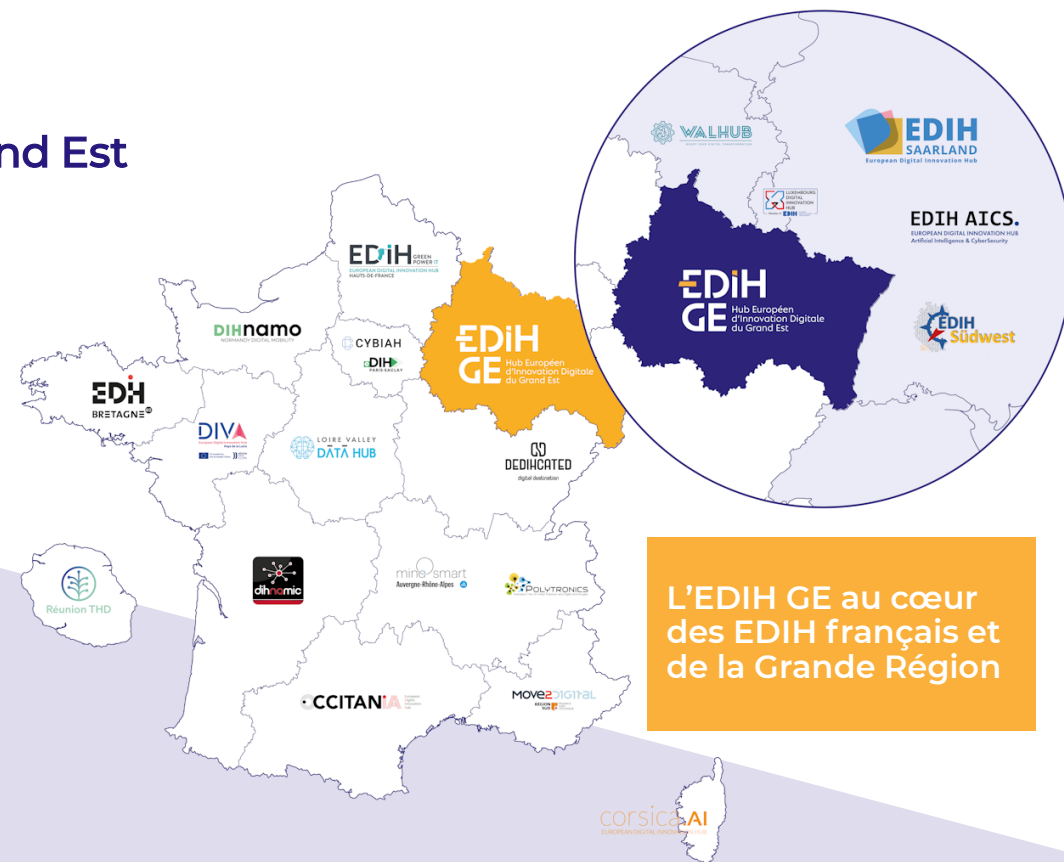 nd Est
WALHUB
EDIH
SAARLAND
European Digital Innovation Hub
LUXEMBOURG
DIGITAL
INNOVATION
HUB
EDIH
EDIH AICS.
EUROPEAN DIGITAL INNOVATION HUB
Artificial Intelligence & CyberSecurity
EDiH
GE
Hub Européen
d'Innovation Digitale
du Grand Est
EDIH
Südwest
EDiH
GREEN
POWER IT
EUROPEAN DIGITAL INNOVATION HUB
HAUTS-DE-FRANCE
DIHNAMO
NORMANDY DIGITAL MOBILITY
CYBIAH
DIH
PARIS-SACLAY
EDiH
GE
Hub Européen
d'Innovation Digitale
du Grand Est
EDIH
BRETAGNE
DIVA
LOIRE VALLEY
DATA HUB
DEDIHCATED
digital destination
Réunion THD
dihnamic
minasmart
Auvergne-Rhône-Alpes
POLYTRONICS
OCCITANIA
European
Digital
Innovation
Hub
MOVE2DIGITAL
RÉGION
SUD
L'EDIH GE au cœur
des EDIH français et
de la Grande Région
corsica.AI